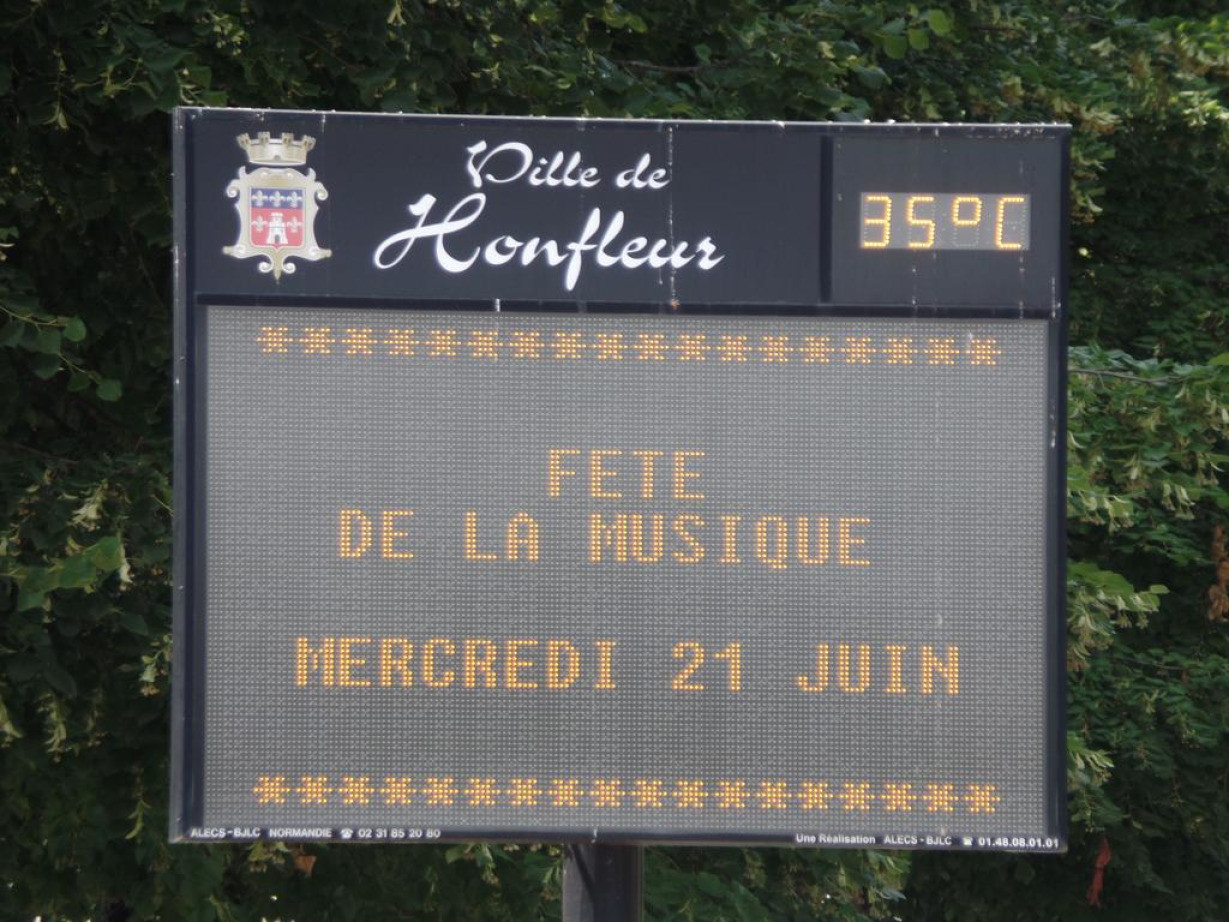 Ville de
Honfleur
35°C
✱✱✱✱✱✱✱✱✱✱✱✱✱✱✱✱✱✱
FETE
DE LA MUSIQUE
MERCREDI 21 JUIN
✱✱✱✱✱✱✱✱✱✱✱✱✱✱✱✱✱✱
ALECS-BJLC NORMANDIE ☎ 02 31 85 20 80
Une Réalisation ALECS-BJLC ☎ 01.48.08.01.01